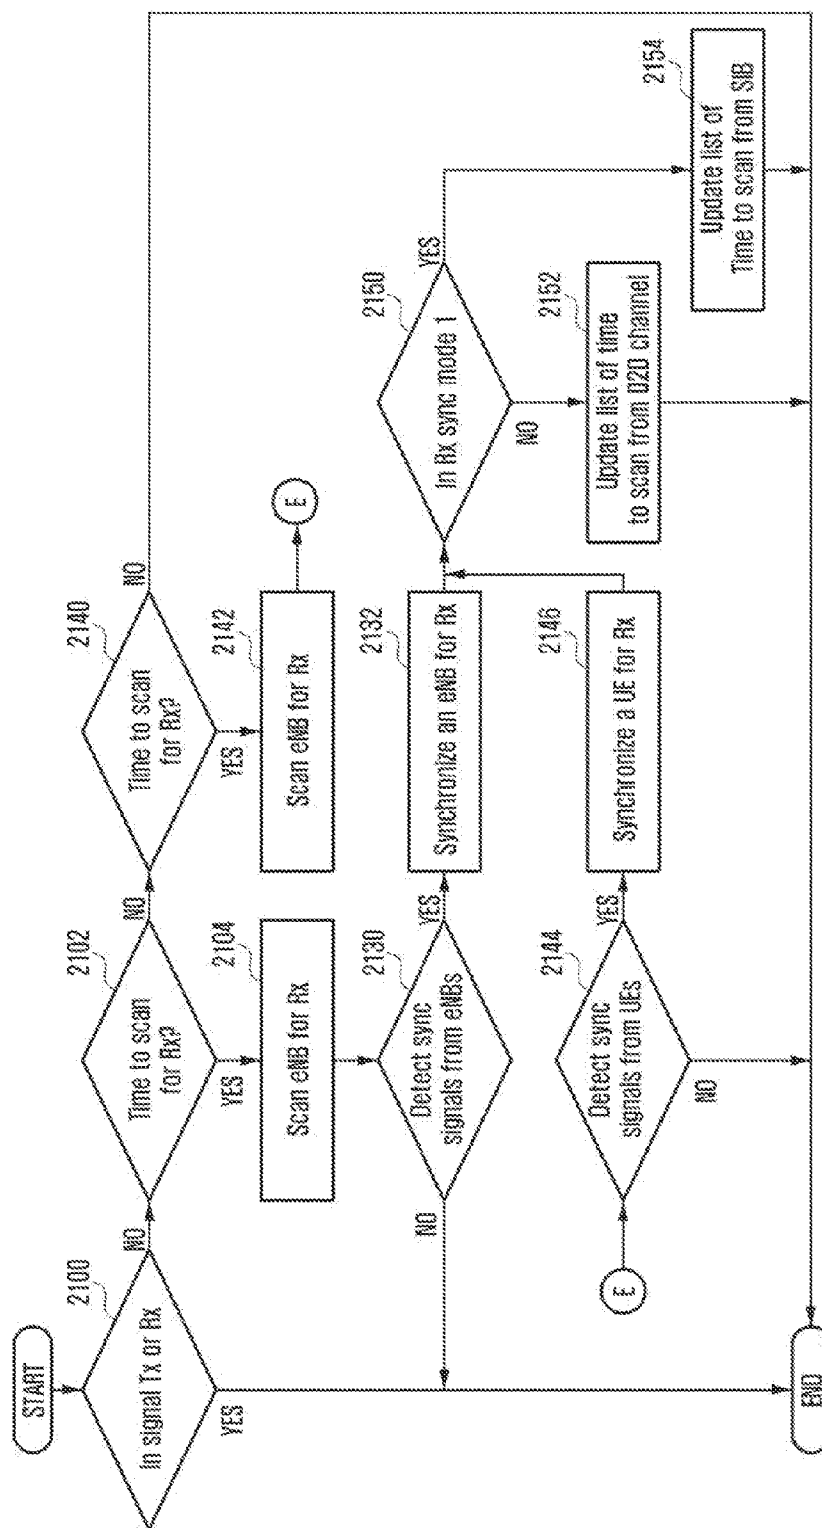 START
2100
In signal Tx or Rx
NO
YES
2102
Time to scan
for Rx?
NO
YES
2140
Time to scan
for Rx?
NO
YES
2104
Scan eNB for Rx
2142
Scan eNB for Rx
E
2130
Detect sync
signals from eNBs
NO
YES
2132
Synchronize an eNB for Rx
2150
In Rx sync mode 1
YES
NO
E
2144
Detect sync
signals from UEs
YES
NO
2146
Synchronize a UE for Rx
2152
Update list of time
to scan from D2D channel
2154
Update list of
Time to scan from SIB
END